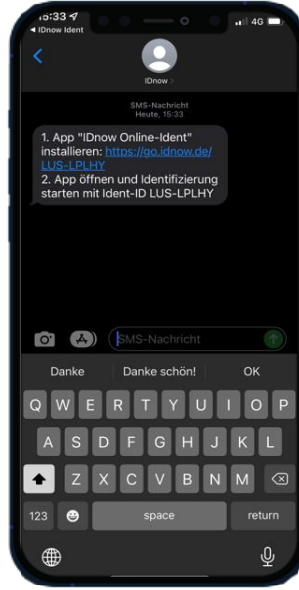 15:33
4G
IDnow Ident
IDnow
SMS-Nachricht
Heute, 15:33
1. App "IDnow Online-Ident"
installieren: https://go.idnow.de/
LUS-LPLHY
2. App öffnen und Identifizierung
starten mit Ident-ID LUS-LPLHY
SMS-Nachricht
Danke Danke schön! OK
Q W E R T Y U I O P
A S D F G H J K L
Z X C V B N M
123 space return